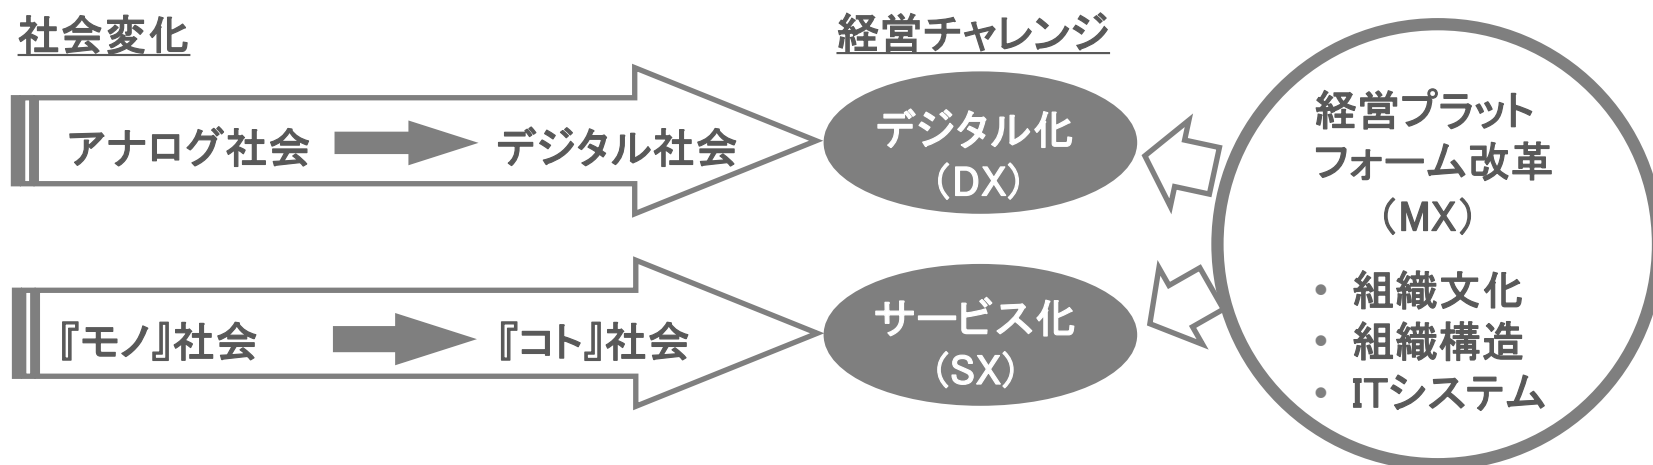 社会変化
経営チャレンジ
アナログ社会
デジタル社会
デジタル化
(DX)
『モノ』社会
『コト』社会
サービス化
(SX)
経営プラット
フォーム改革
(MX)
• 組織文化
• 組織構造
• ITシステム